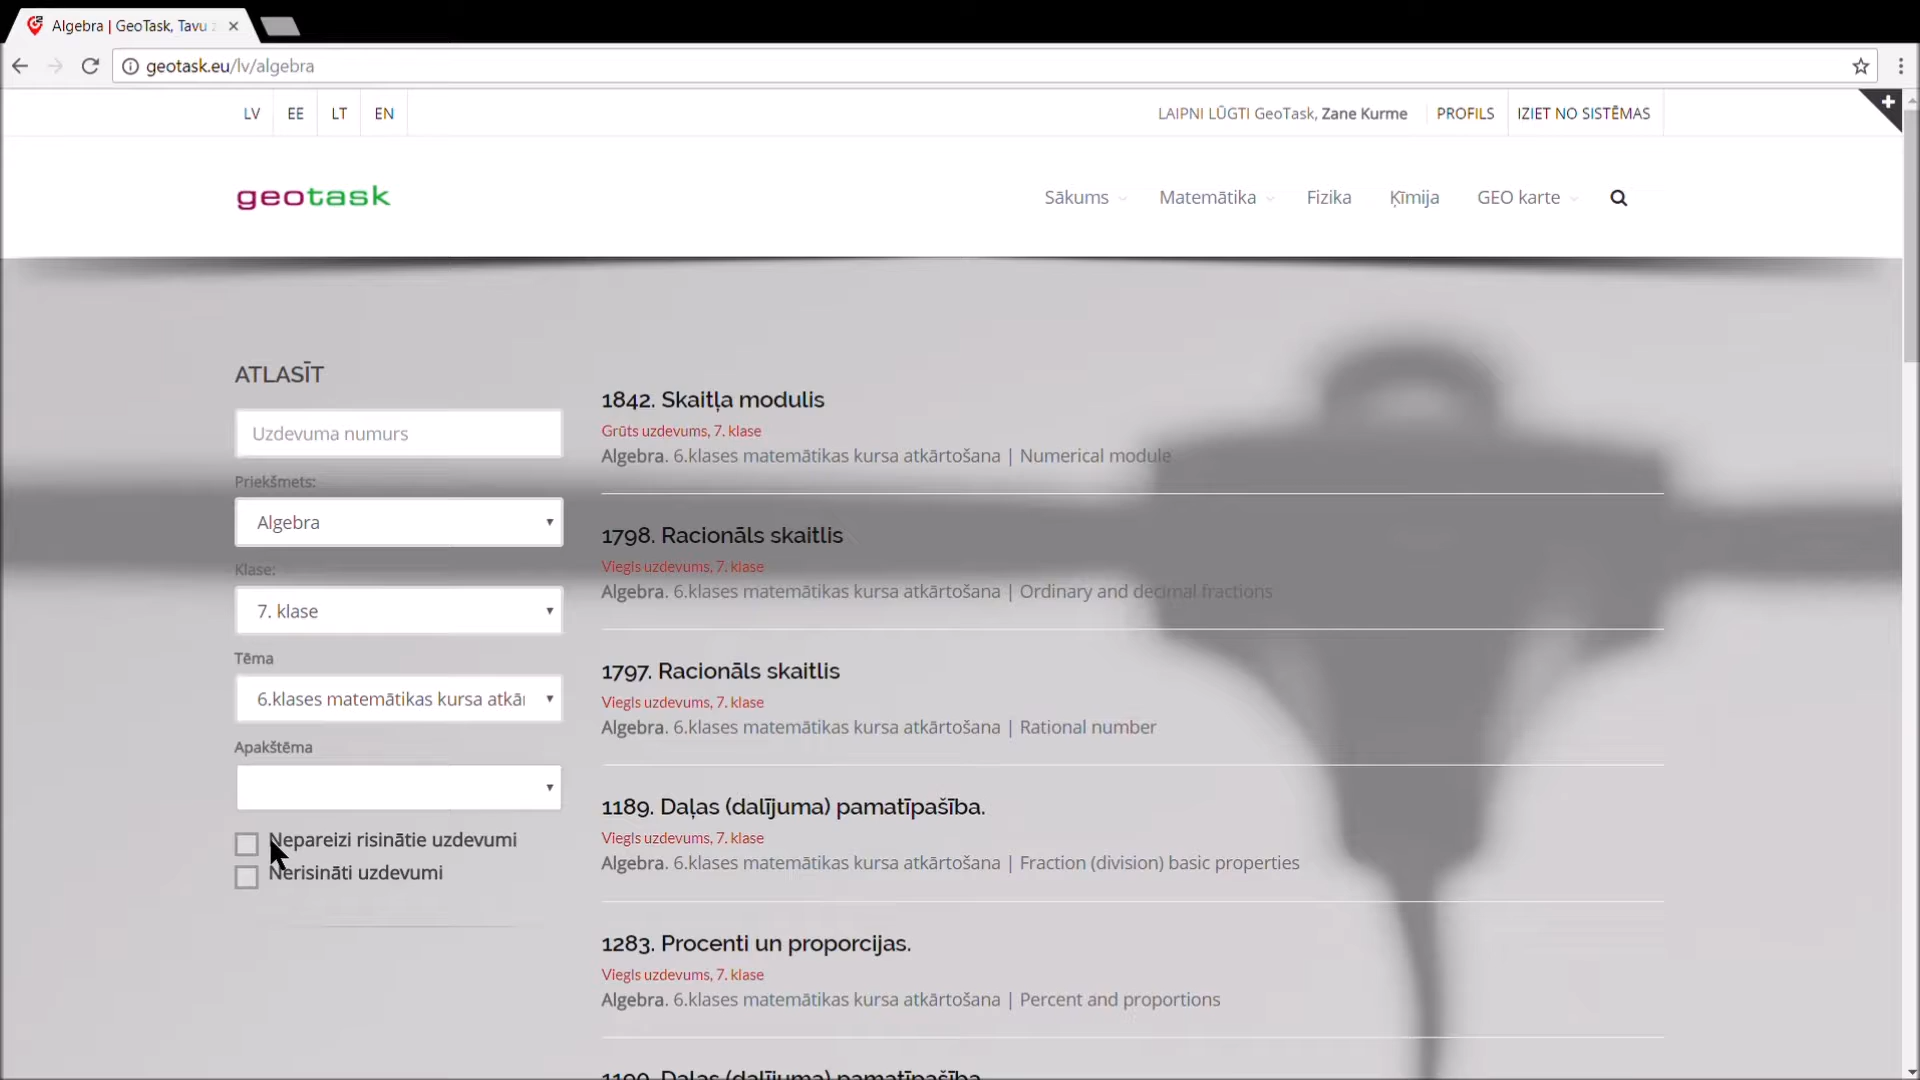 Algebra | GeoTask, Tavu
geotask.eu/lv/algebra
LV EE LT EN
LAIPNI LŪGTI GeoTask, Zane Kurme PROFILS IZIET NO SISTĒMAS
geotask
Sākums Matemātika Fizika Ķīmija GEO karte
ATLASĪT
Uzdevuma numurs
Priekšmets:
Algebra
Klase:
7. klase
Tēma
6.klases matemātikas kursa atkār
Apakštēma
Nepareizi risinātie uzdevumi
Nerisināti uzdevumi
1842. Skaitļa modulis
Grūts uzdevums, 7. klase
Algebra. 6.klases matemātikas kursa atkārtošana | Numerical module
1798. Racionāls skaitlis
Viegls uzdevums, 7. klase
Algebra. 6.klases matemātikas kursa atkārtošana | Ordinary and decimal fractions
1797. Racionāls skaitlis
Viegls uzdevums, 7. klase
Algebra. 6.klases matemātikas kursa atkārtošana | Rational number
1189. Daļas (dalījuma) pamatīpašība.
Viegls uzdevums, 7. klase
Algebra. 6.klases matemātikas kursa atkārtošana | Fraction (division) basic properties
1283. Procenti un proporcijas.
Viegls uzdevums, 7. klase
Algebra. 6.klases matemātikas kursa atkārtošana | Percent and proportions
1190. Daļas (dalījuma) pamatīpašība